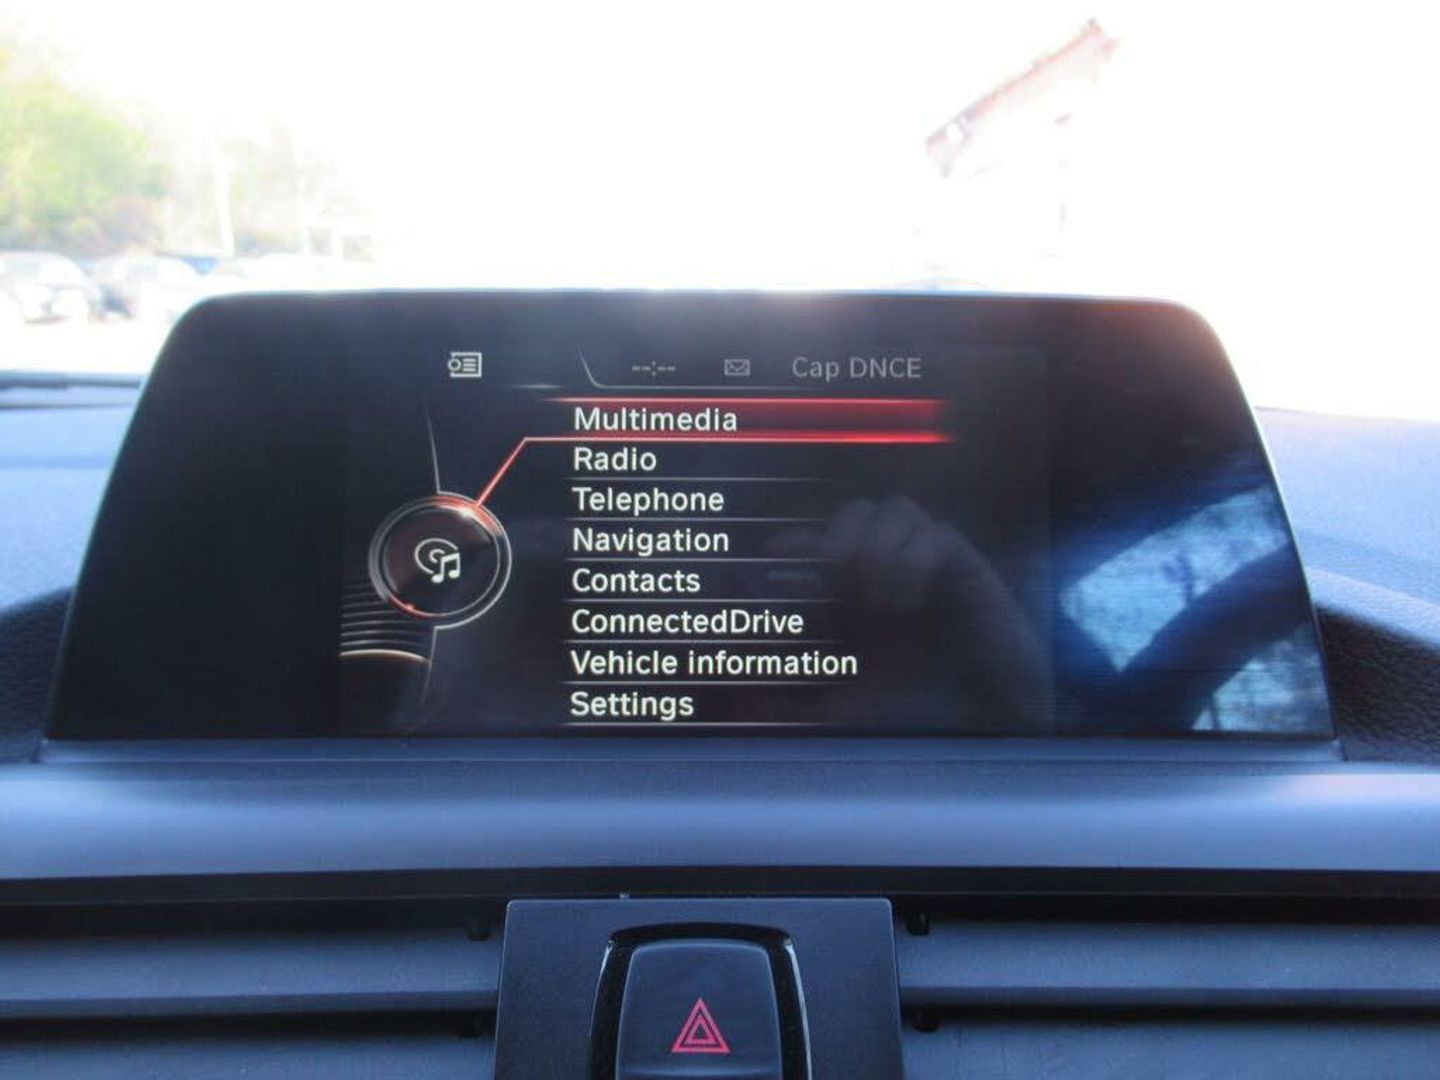 --:-- Cap DNCE
Multimedia
Radio
Telephone
Navigation
Contacts
ConnectedDrive
Vehicle information
Settings